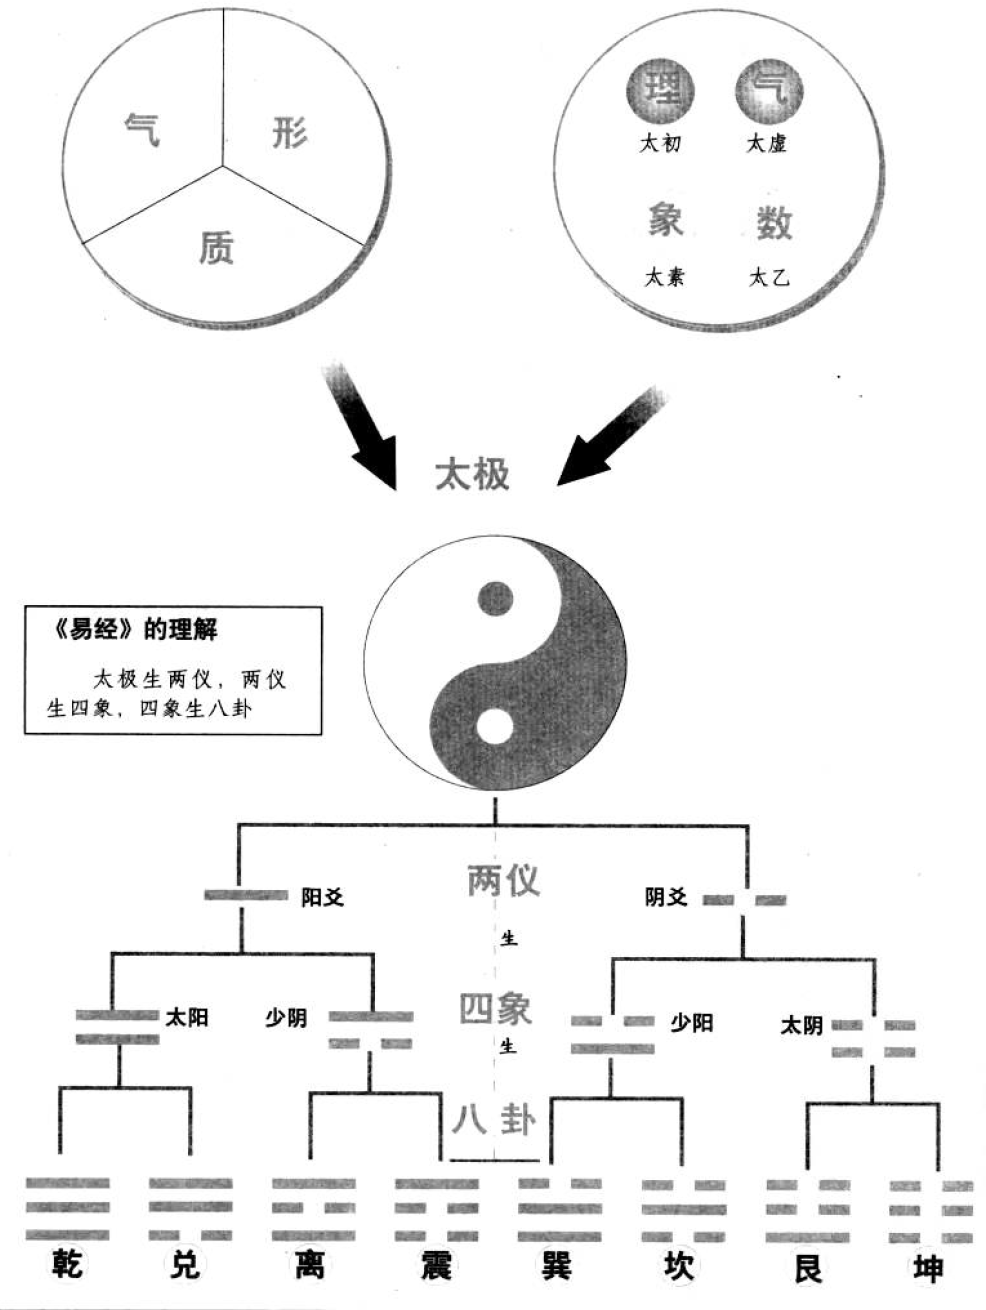 气
形
质
理
气
太初
太虚
象
数
太素
太乙
太极
《易经》的理解
太极生两仪，两仪
生四象，四象生八卦
阳爻
两仪
阴爻
生
太阳
少阴
四象
少阳
太阴
生
八卦
乾
兑
离
震
巽
坎
艮
坤